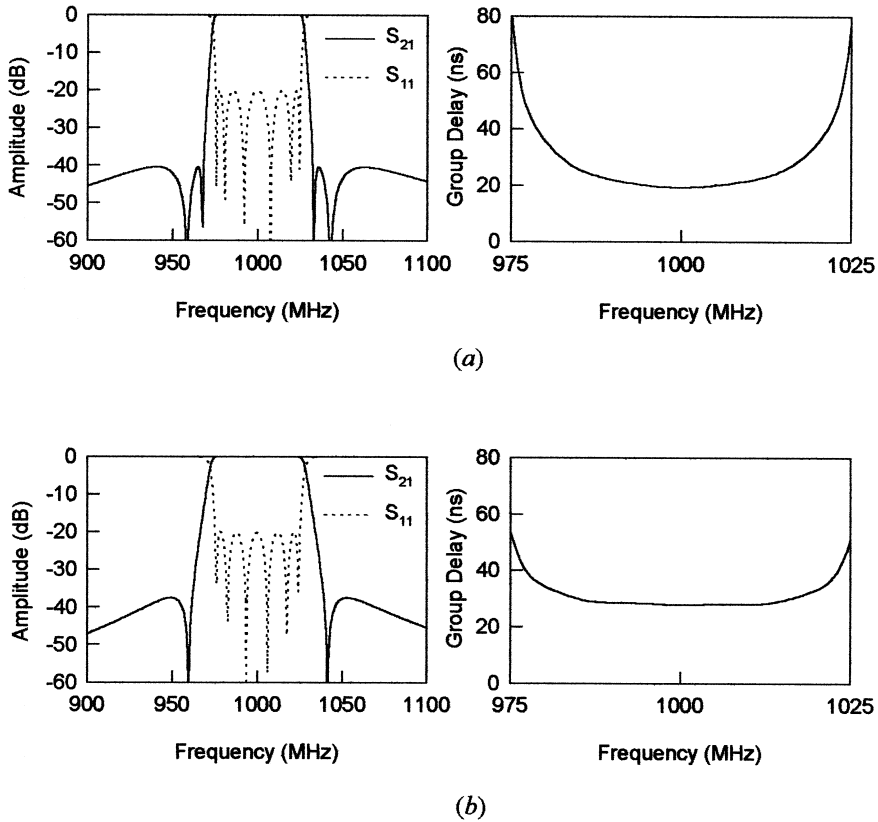 0
-10
-20
-30
-40
-50
-60
Amplitude (dB)
S21
S11
900 950 1000 1050 1100
Frequency (MHz)
80
60
40
20
0
Group Delay (ns)
975 1000 1025
Frequency (MHz)
(a)
0
-10
-20
-30
-40
-50
-60
Amplitude (dB)
S21
S11
900 950 1000 1050 1100
Frequency (MHz)
80
60
40
20
0
Group Delay (ns)
975 1000 1025
Frequency (MHz)
(b)